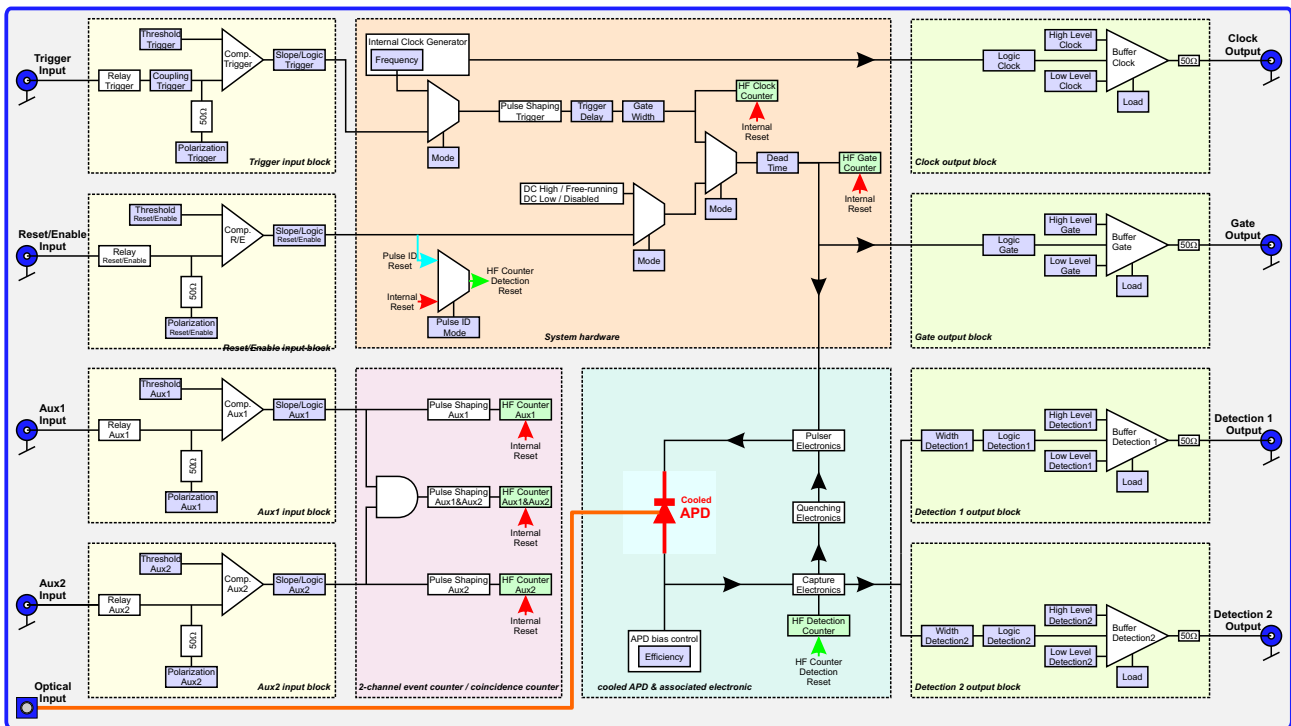 Trigger
Input
Threshold
Trigger
Comp.
Trigger
Slope/Logic
Trigger
Relay
Trigger
Coupling
Trigger
50Ω
Polarization
Trigger
Trigger input block
Reset/Enable
Input
Threshold
Reset/Enable
Comp.
R/E
Slope/Logic
Reset/Enable
Relay
Reset/Enable
50Ω
Polarization
Reset/Enable
Reset/Enable input block
Aux1
Input
Threshold
Aux1
Comp.
Aux1
Slope/Logic
Aux1
Relay
Aux1
50Ω
Polarization
Aux1
Aux1 input block
Aux2
Input
Threshold
Aux2
Comp.
Aux2
Slope/Logic
Aux2
Relay
Aux2
50Ω
Polarization
Aux2
Aux2 input block
Optical
Input
Internal Clock Generator
Frequency
Mode
Pulse Shaping
Trigger
Trigger
Delay
Gate
Width
HF Clock
Counter
Internal
Reset
Mode
Dead
Time
HF Gate
Counter
Internal
Reset
DC High / Free-running
DC Low / Disabled
Mode
Pulse ID
Reset
Internal
Reset
HF Counter
Detection
Reset
Pulse ID
Mode
System hardware
Pulse Shaping
Aux1
HF Counter
Aux1
Internal
Reset
Pulse Shaping
Aux1&Aux2
HF Counter
Aux1&Aux2
Internal
Reset
Pulse Shaping
Aux2
HF Counter
Aux2
Internal
Reset
2-channel event counter / coincidence counter
Pulser
Electronics
Cooled
APD
Quenching
Electronics
Capture
Electronics
APD bias control
Efficiency
HF Detection
Counter
HF Counter
Detection
Reset
cooled APD & associated electronic
Logic
Clock
High Level
Clock
Low Level
Clock
Buffer
Clock
Load
50Ω
Clock
Output
Clock output block
Logic
Gate
High Level
Gate
Low Level
Gate
Buffer
Gate
Load
50Ω
Gate
Output
Gate output block
Width
Detection1
Logic
Detection1
High Level
Detection1
Low Level
Detection1
Buffer
Detection 1
Load
50Ω
Detection 1
Output
Detection 1 output block
Width
Detection2
Logic
Detection2
High Level
Detection2
Low Level
Detection2
Buffer
Detection2
Load
50Ω
Detection 2
Output
Detection 2 output block